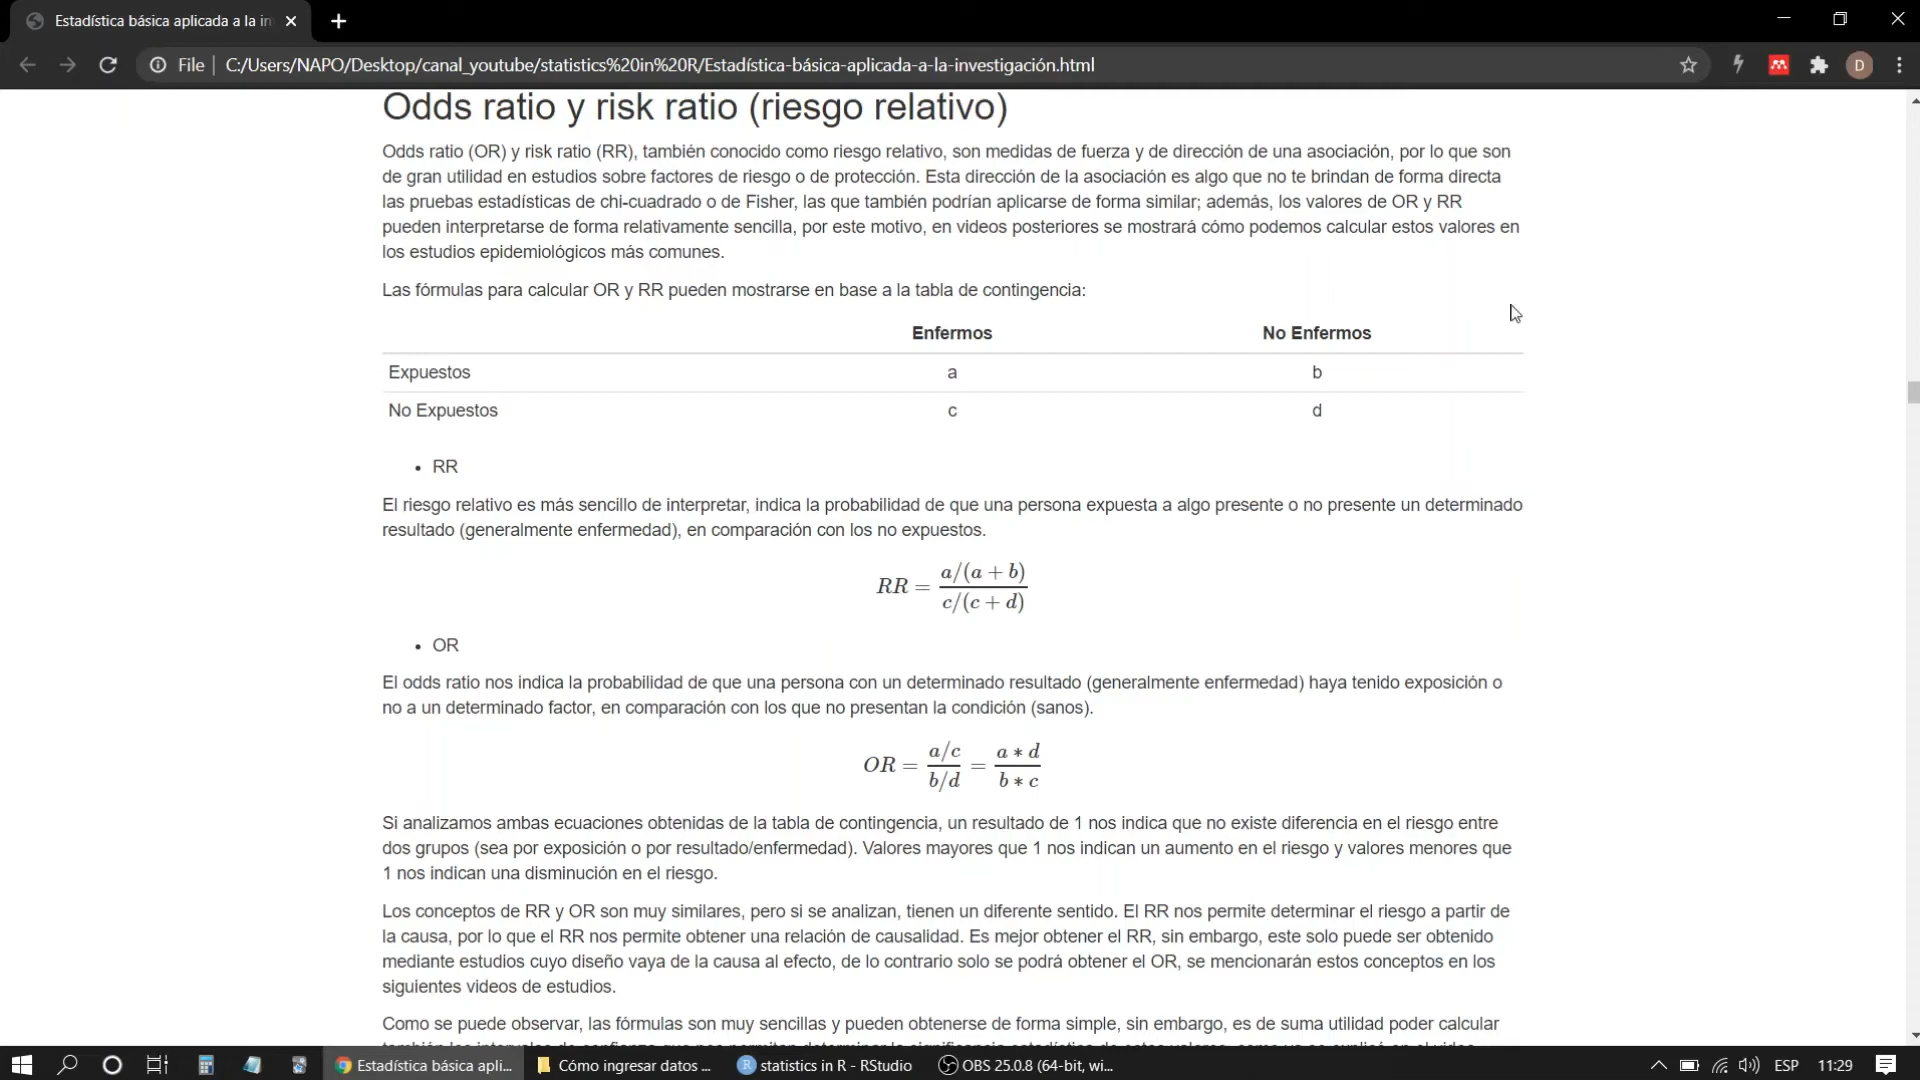 Estadística básica aplicada a la in
File
C:/Users/NAPO/Desktop/canal_youtube/statistics%20in%20R/Estadística-básica-aplicada-a-la-investigación.html
D
Odds ratio y risk ratio (riesgo relativo)
Odds ratio (OR) y risk ratio (RR), también conocido como riesgo relativo, son medidas de fuerza y de dirección de una asociación, por lo que son
de gran utilidad en estudios sobre factores de riesgo o de protección. Esta dirección de la asociación es algo que no te brindan de forma directa
las pruebas estadísticas de chi-cuadrado o de Fisher, las que también podrían aplicarse de forma similar; además, los valores de OR y RR
pueden interpretarse de forma relativamente sencilla, por este motivo, en videos posteriores se mostrará cómo podemos calcular estos valores en
los estudios epidemiológicos más comunes.
Las fórmulas para calcular OR y RR pueden mostrarse en base a la tabla de contingencia:
Enfermos No Enfermos
Expuestos a b
No Expuestos c d
• RR
El riesgo relativo es más sencillo de interpretar, indica la probabilidad de que una persona expuesta a algo presente o no presente un determinado
resultado (generalmente enfermedad), en comparación con los no expuestos.
RR = a/(a + b)
c/(c + d)
• OR
El odds ratio nos indica la probabilidad de que una persona con un determinado resultado (generalmente enfermedad) haya tenido exposición o
no a un determinado factor, en comparación con los que no presentan la condición (sanos).
OR = a/c = a ∗ d
b/d b ∗ c
Si analizamos ambas ecuaciones obtenidas de la tabla de contingencia, un resultado de 1 nos indica que no existe diferencia en el riesgo entre
dos grupos (sea por exposición o por resultado/enfermedad). Valores mayores que 1 nos indican un aumento en el riesgo y valores menores que
1 nos indican una disminución en el riesgo.
Los conceptos de RR y OR son muy similares, pero si se analizan, tienen un diferente sentido. El RR nos permite determinar el riesgo a partir de
la causa, por lo que el RR nos permite obtener una relación de causalidad. Es mejor obtener el RR, sin embargo, este solo puede ser obtenido
mediante estudios cuyo diseño vaya de la causa al efecto, de lo contrario solo se podrá obtener el OR, se mencionarán estos conceptos en los
siguientes videos de estudios.
Como se puede observar, las fórmulas son muy sencillas y pueden obtenerse de forma simple, sin embargo, es de suma utilidad poder calcular
Estadística básica apli...
Cómo ingresar datos ...
statistics in R - RStudio
OBS 25.0.8 (64-bit, wi...
ESP
11:29